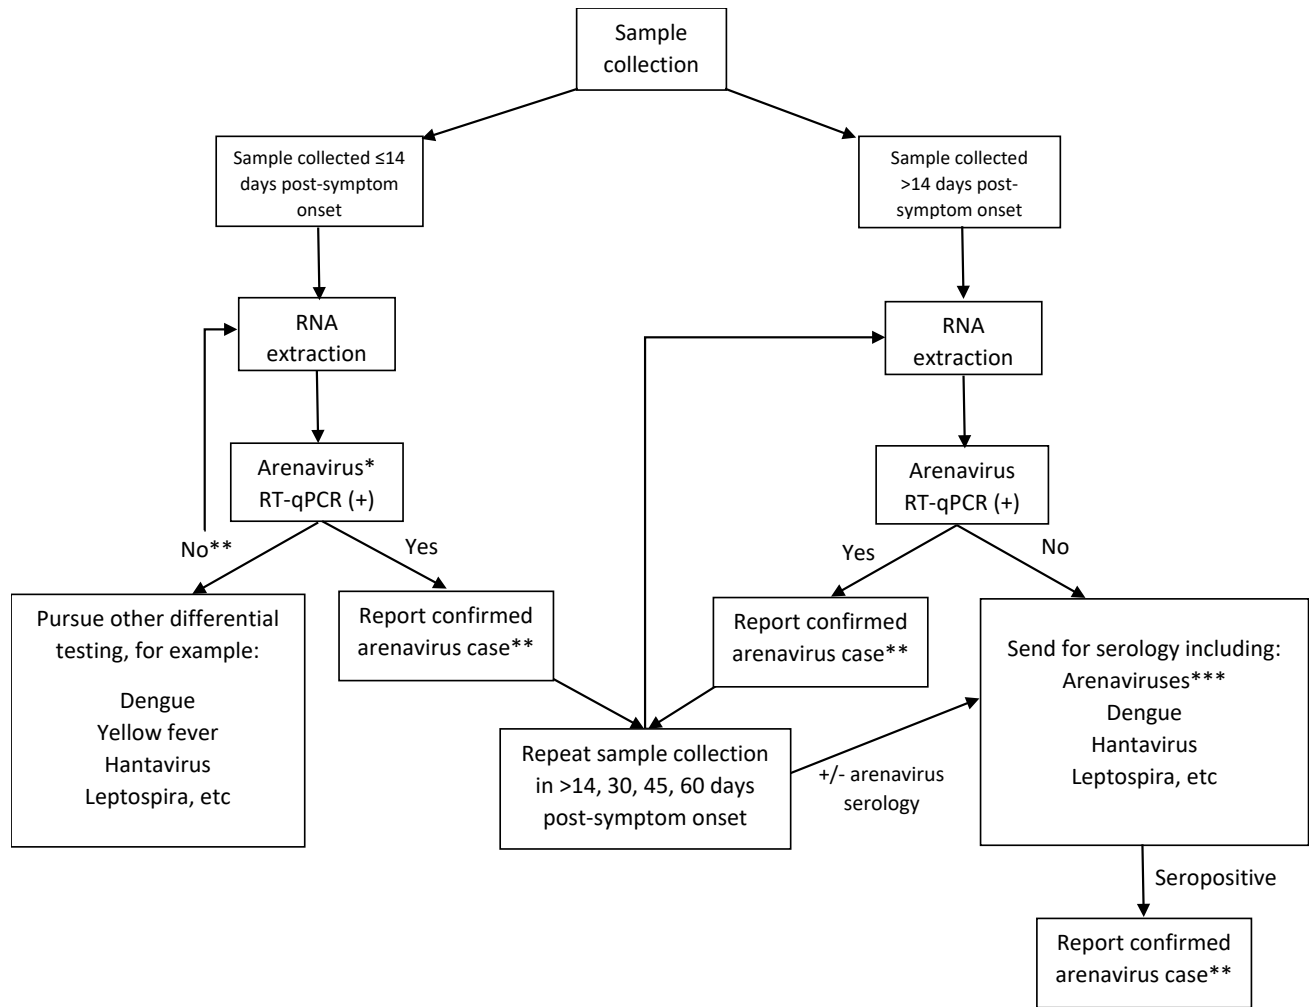 Sample
collection
Sample collected ≤14
days post-symptom
onset
Sample collected
>14 days post-
symptom onset
RNA
extraction
RNA
extraction
Arenavirus*
RT-qPCR (+)
Arenavirus
RT-qPCR (+)
No**
Yes
Yes
No
Pursue other differential
testing, for example:
Dengue
Yellow fever
Hantavirus
Leptospira, etc
Report confirmed
arenavirus case**
Report confirmed
arenavirus case**
Send for serology including:
Arenaviruses***
Dengue
Hantavirus
Leptospira, etc
Repeat sample collection
in >14, 30, 45, 60 days
post-symptom onset
+/- arenavirus
serology
Seropositive
Report confirmed
arenavirus case**